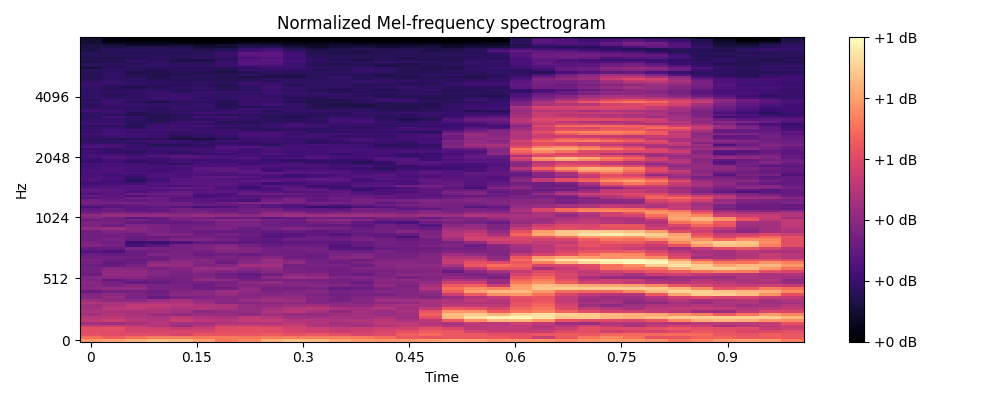 Normalized Mel-frequency spectrogram
Hz
4096
2048
1024
512
0
0 0.15 0.3 0.45 0.6 0.75 0.9
Time
+1 dB
+1 dB
+1 dB
+0 dB
+0 dB
+0 dB